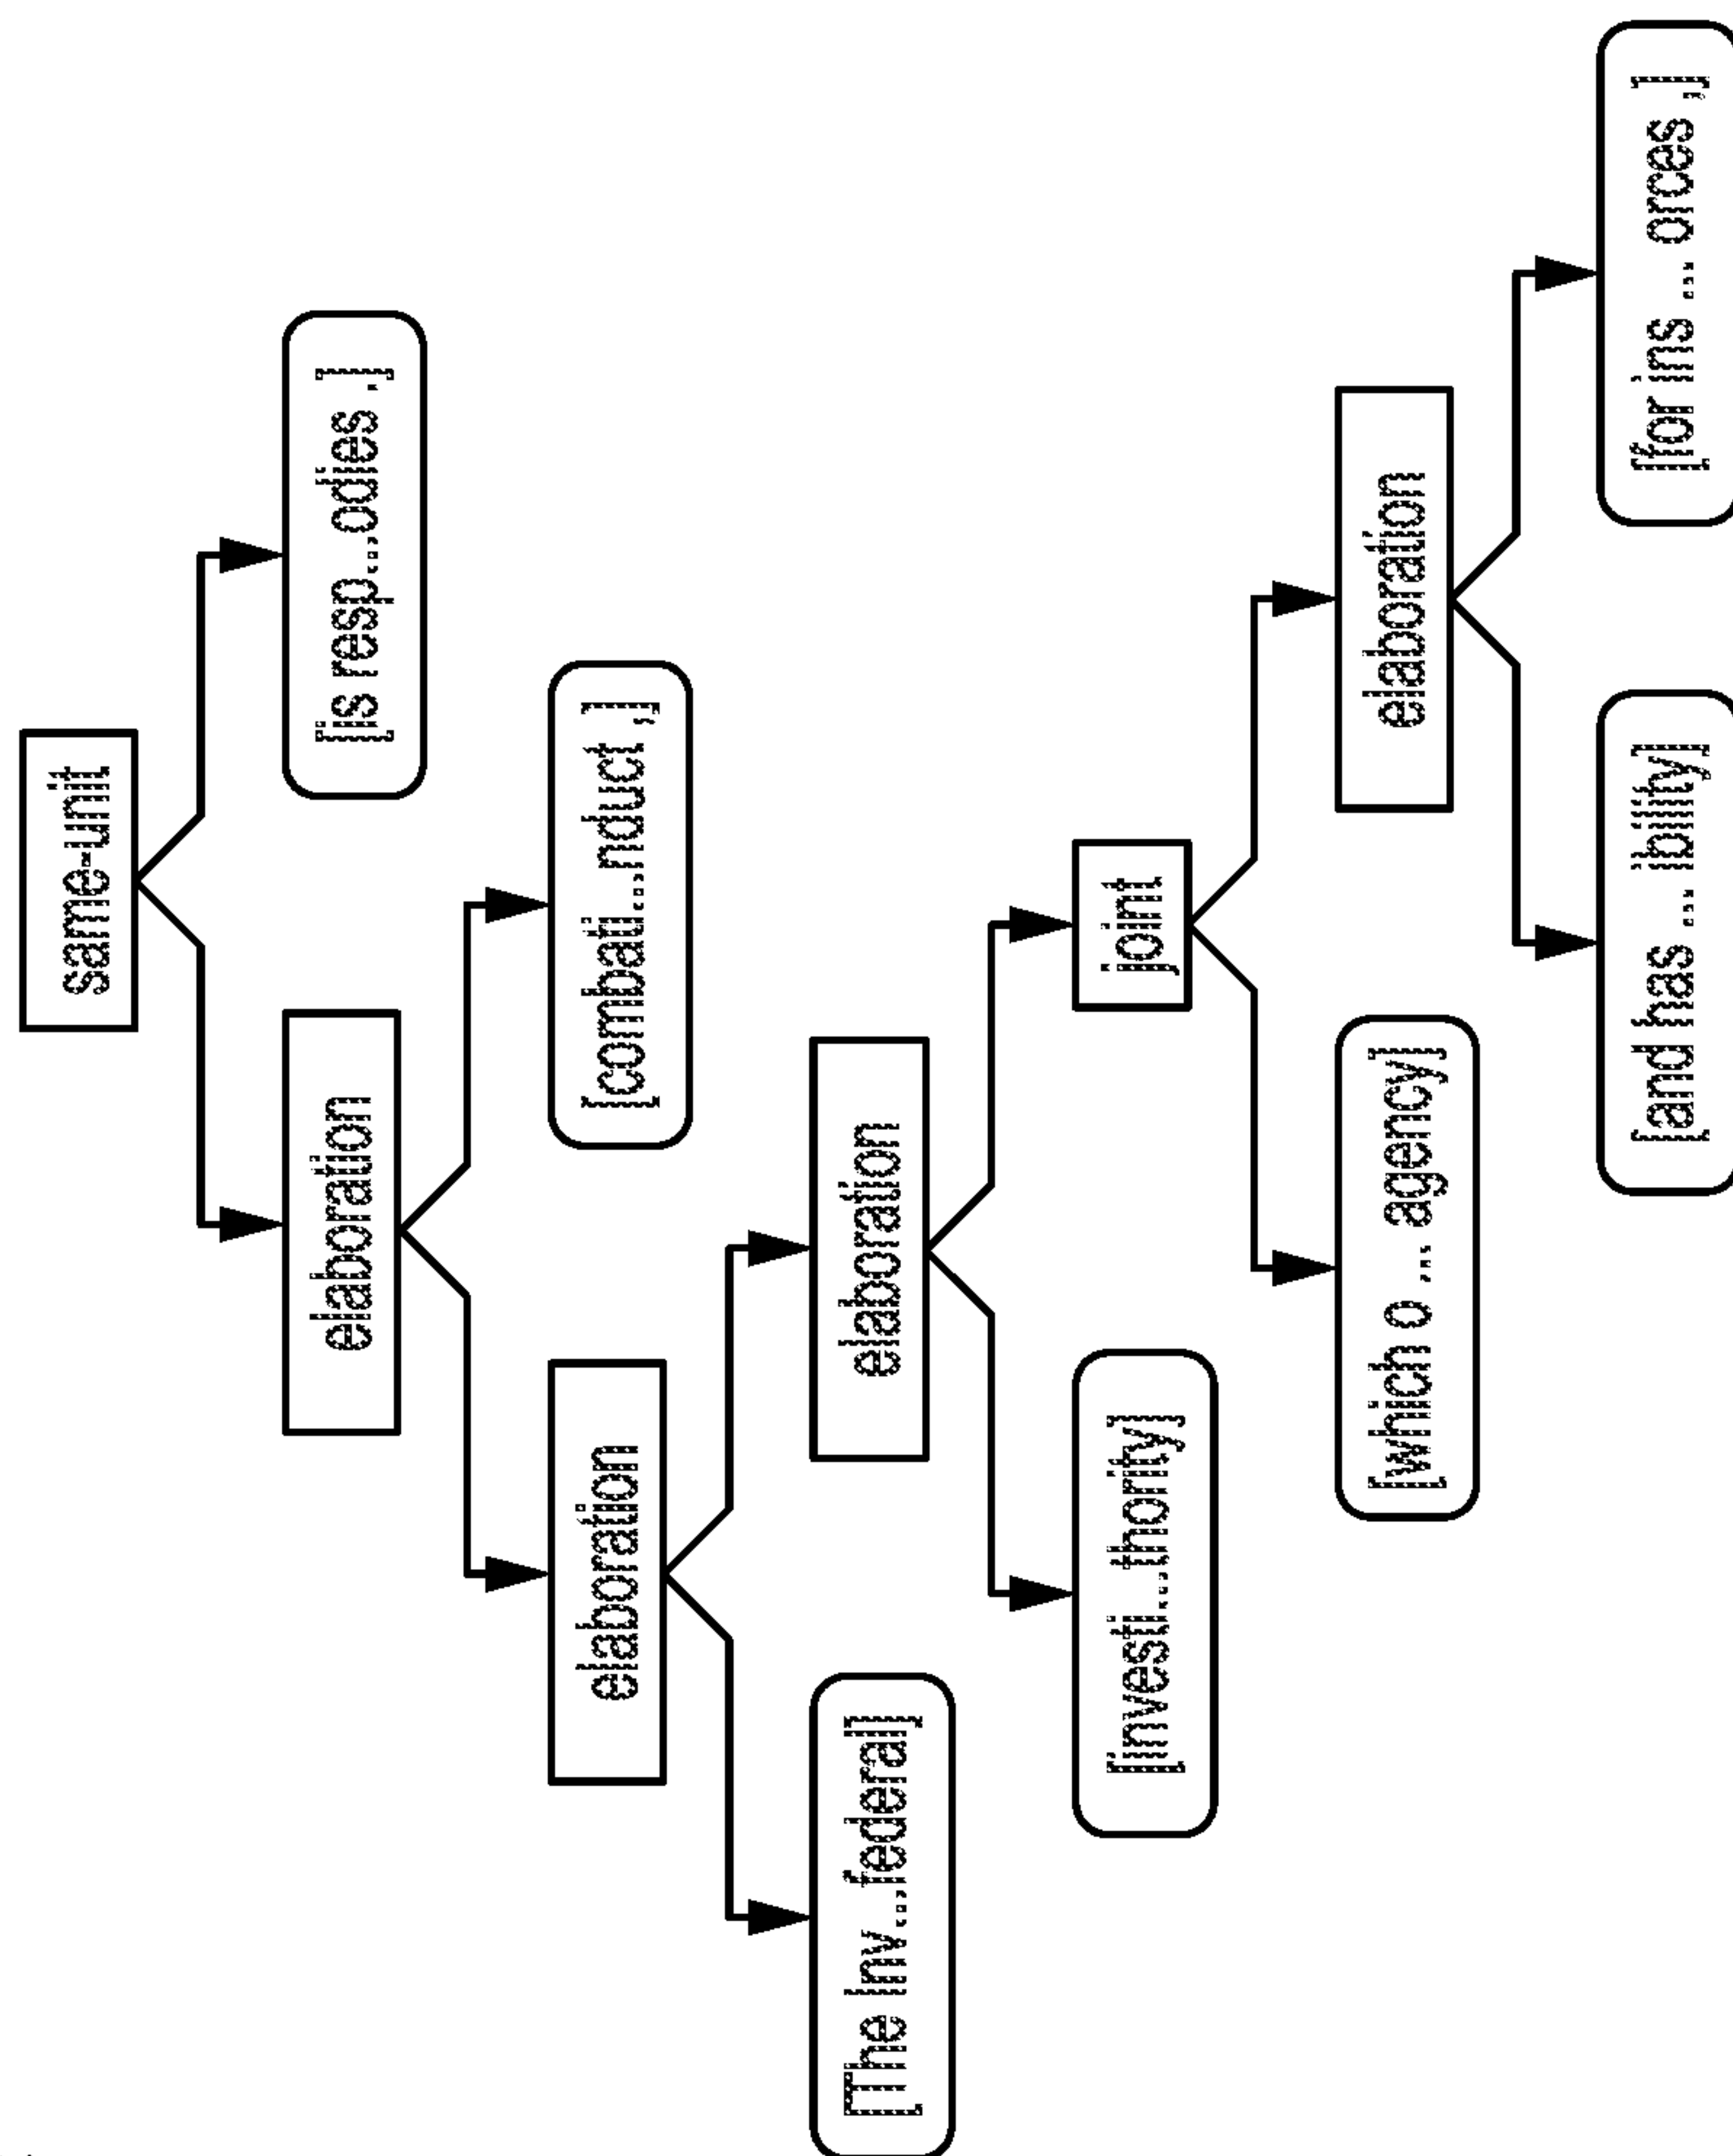 same-unit
elaboration
[is resp...odies ,]
elaboration
[combati...nduct ,]
[The Inv...federal]
elaboration
[investi...thority]
joint
[which o ... agency]
elaboration
[and has ... ibility]
[for ins ... orces ,]